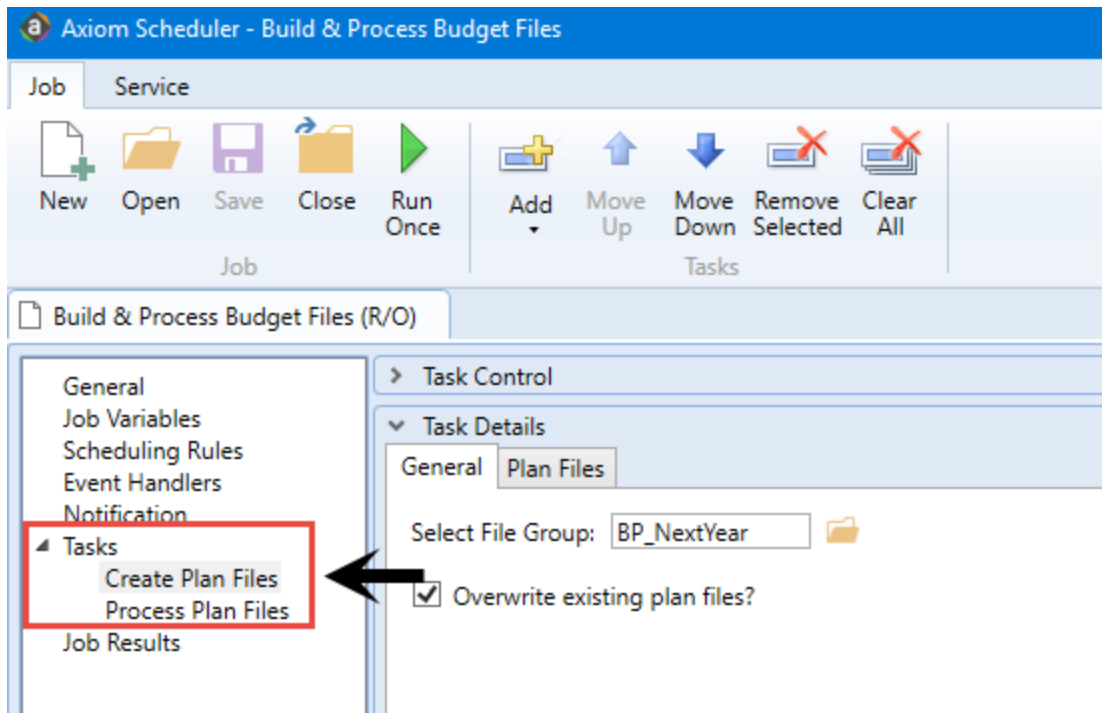 Axiom Scheduler - Build & Process Budget Files
Job Service
New Open Save Close Run Once Add Move Up Move Down Remove Selected Clear All
Job Tasks
Build & Process Budget Files (R/O)
General
Job Variables
Scheduling Rules
Event Handlers
Notification
Tasks
Create Plan Files
Process Plan Files
Job Results
Task Control
Task Details
General Plan Files
Select File Group: BP_NextYear
Overwrite existing plan files?